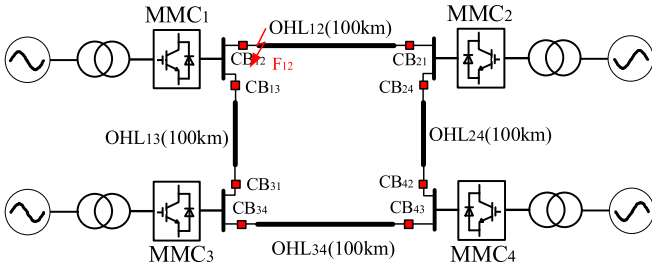 MMC1
OHL12(100km)
MMC2
CB12
F12
CB21
CB13
CB24
OHL13(100km)
OHL24(100km)
CB31
CB42
CB34
CB43
MMC3
OHL34(100km)
MMC4